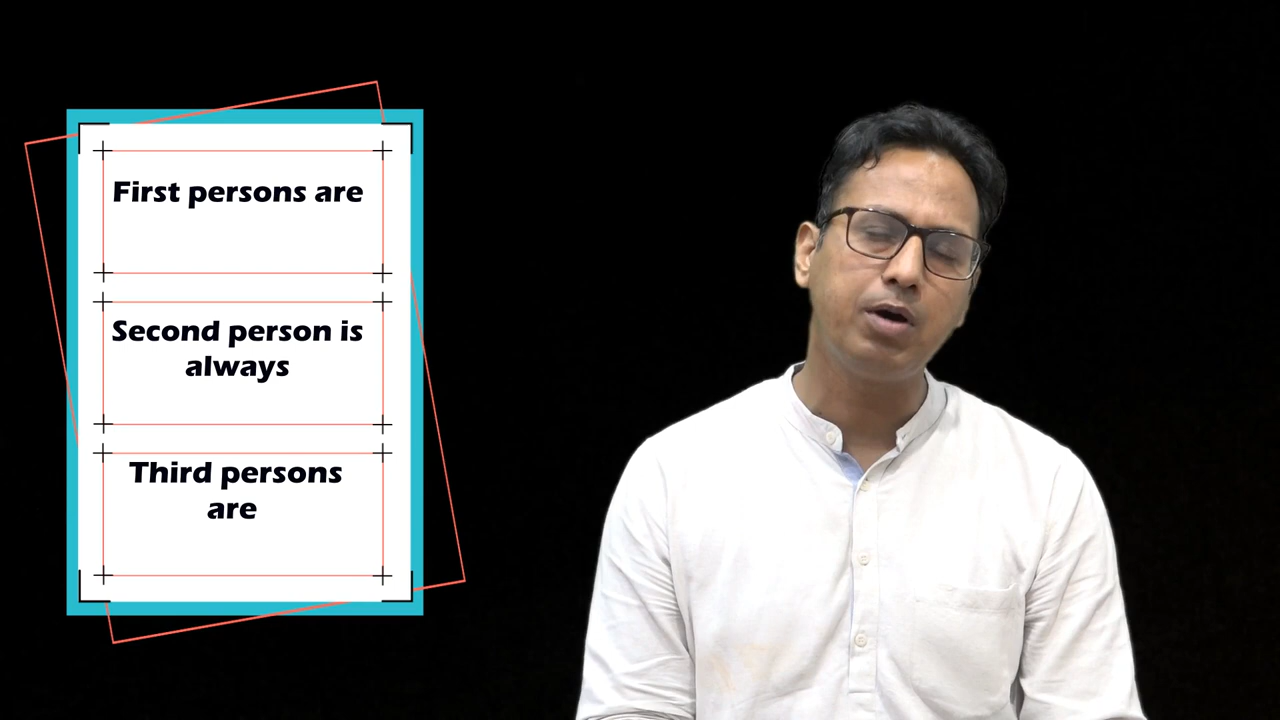 First persons are
Second person is
always
Third persons
are